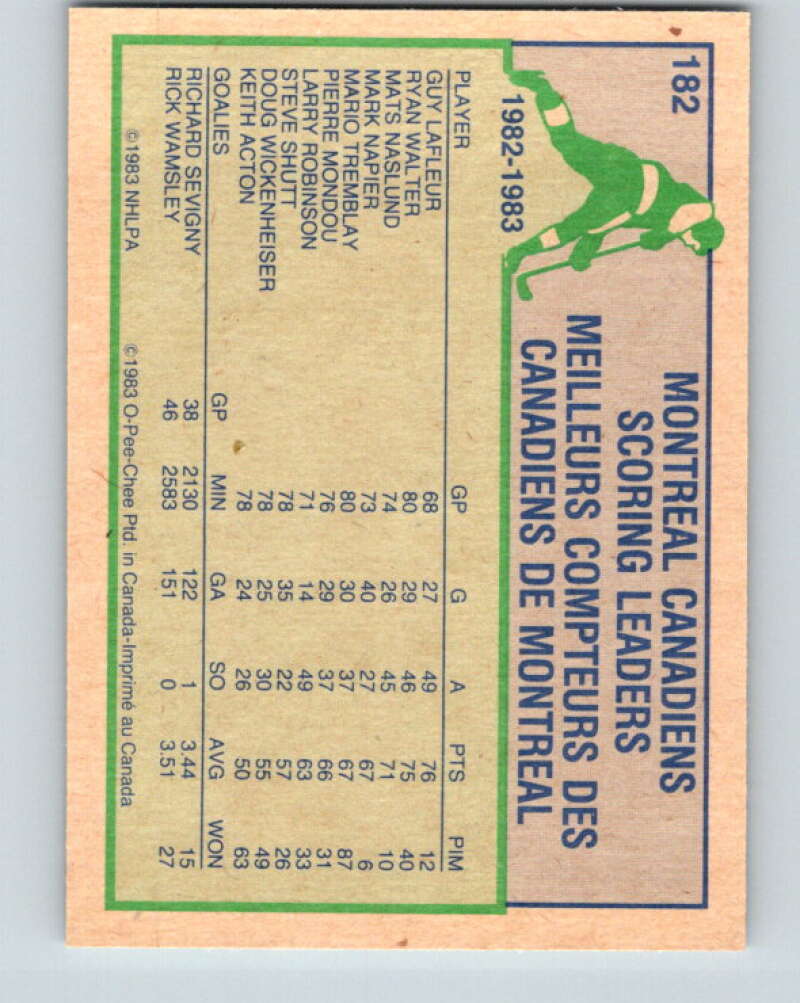 182
MONTREAL CANADIENS
SCORING LEADERS
MEILLEURS COMPTEURS DES
CANADIENS DE MONTREAL
1982-1983
PLAYER GP G A PTS PIM
GUY LAFLEUR 68 27 49 76 12
RYAN WALTER 80 29 46 75 40
MATS NASLUND 74 26 45 71 10
MARK NAPIER 73 40 27 67 6
MARIO TREMBLAY 80 30 37 67 87
PIERRE MONDOU 76 29 37 66 31
LARRY ROBINSON 71 14 49 63 33
STEVE SHUTT 78 35 22 57 26
DOUG WICKENHEISER 78 25 30 55 49
KEITH ACTON 78 24 26 50 63
GOALIES GP MIN GA SO AVG WON
RICHARD SEVIGNY 38 2130 122 1 3.44 15
RICK WAMSLEY 46 2583 151 0 3.51 27
©1983 NHLPA ©1983 O-Pee-Chee Ptd. in Canada-Imprimé au Canada